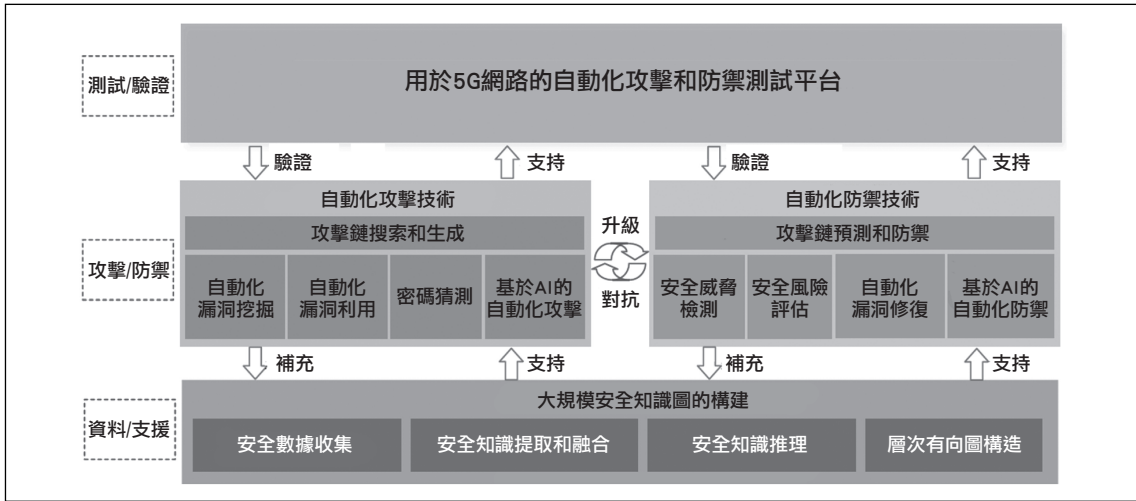 測試/驗證
用於5G網路的自動化攻擊和防禦測試平台
驗證
支持
驗證
支持
攻擊/防禦
自動化攻擊技術
攻擊鏈搜索和生成
自動化
漏洞挖掘
自動化
漏洞利用
密碼猜測
基於AI的
自動化攻擊
升級
對抗
自動化防禦技術
攻擊鏈預測和防禦
安全威脅
檢測
安全風險
評估
自動化
漏洞修復
基於AI的
自動化防禦
補充
支持
補充
支持
資料/支援
大規模安全知識圖的構建
安全數據收集
安全知識提取和融合
安全知識推理
層次有向圖構造